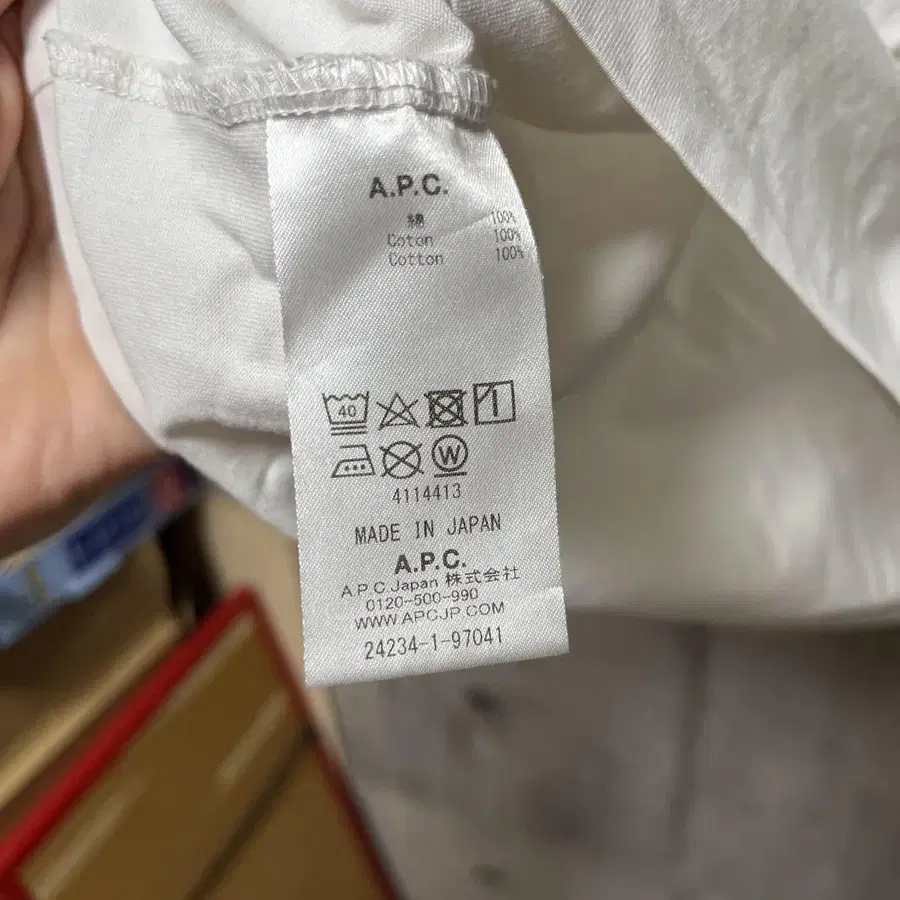 A.P.C.
綿 100%
Coton 100%
Cotton 100%
40
W
4114413
MADE IN JAPAN
A.P.C.
A P C Japan 株式会社
0120-500-990
WWW.APCJP.COM
24234-1-97041